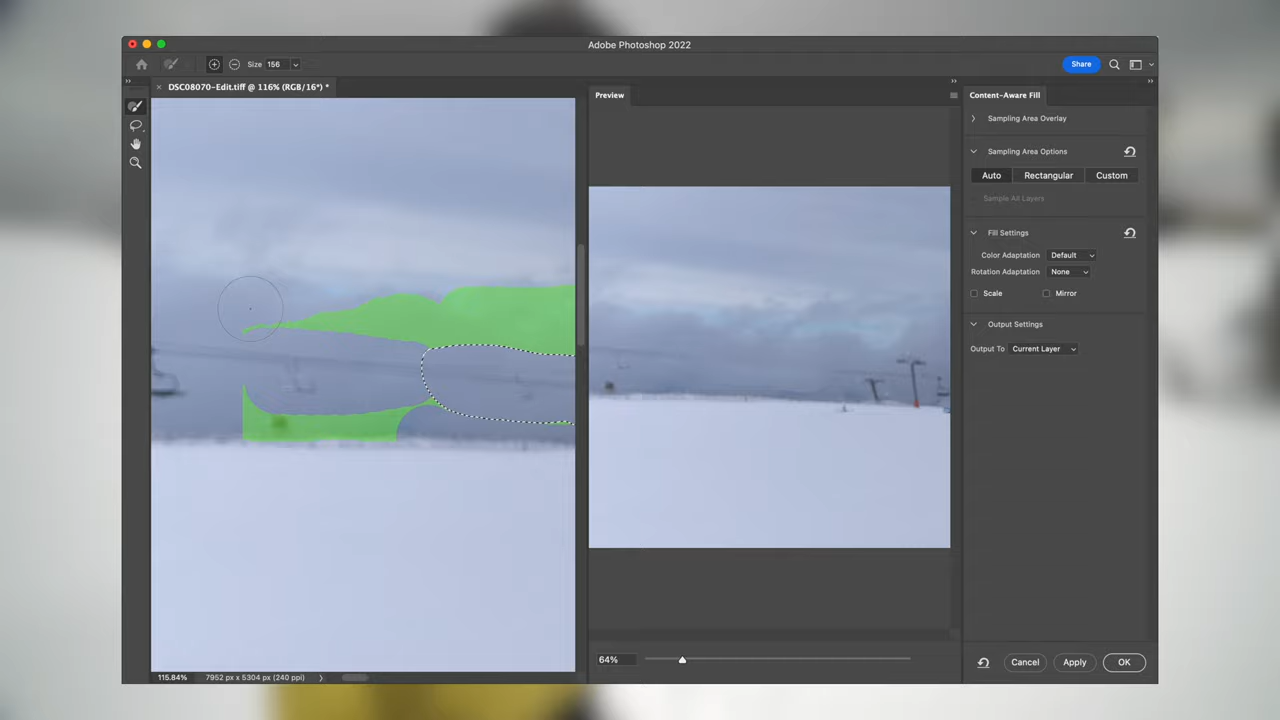 Adobe Photoshop 2022
Size 156
Share
DSC08070-Edit.tiff @ 116% (RGB/16*) *
Preview
Content-Aware Fill
Sampling Area Overlay
Sampling Area Options
Auto Rectangular Custom
Sample All Layers
Fill Settings
Color Adaptation Default
Rotation Adaptation None
Scale Mirror
Output Settings
Output To Current Layer
64%
Cancel Apply OK
115.84% 7952 px x 5304 px (240 ppi)